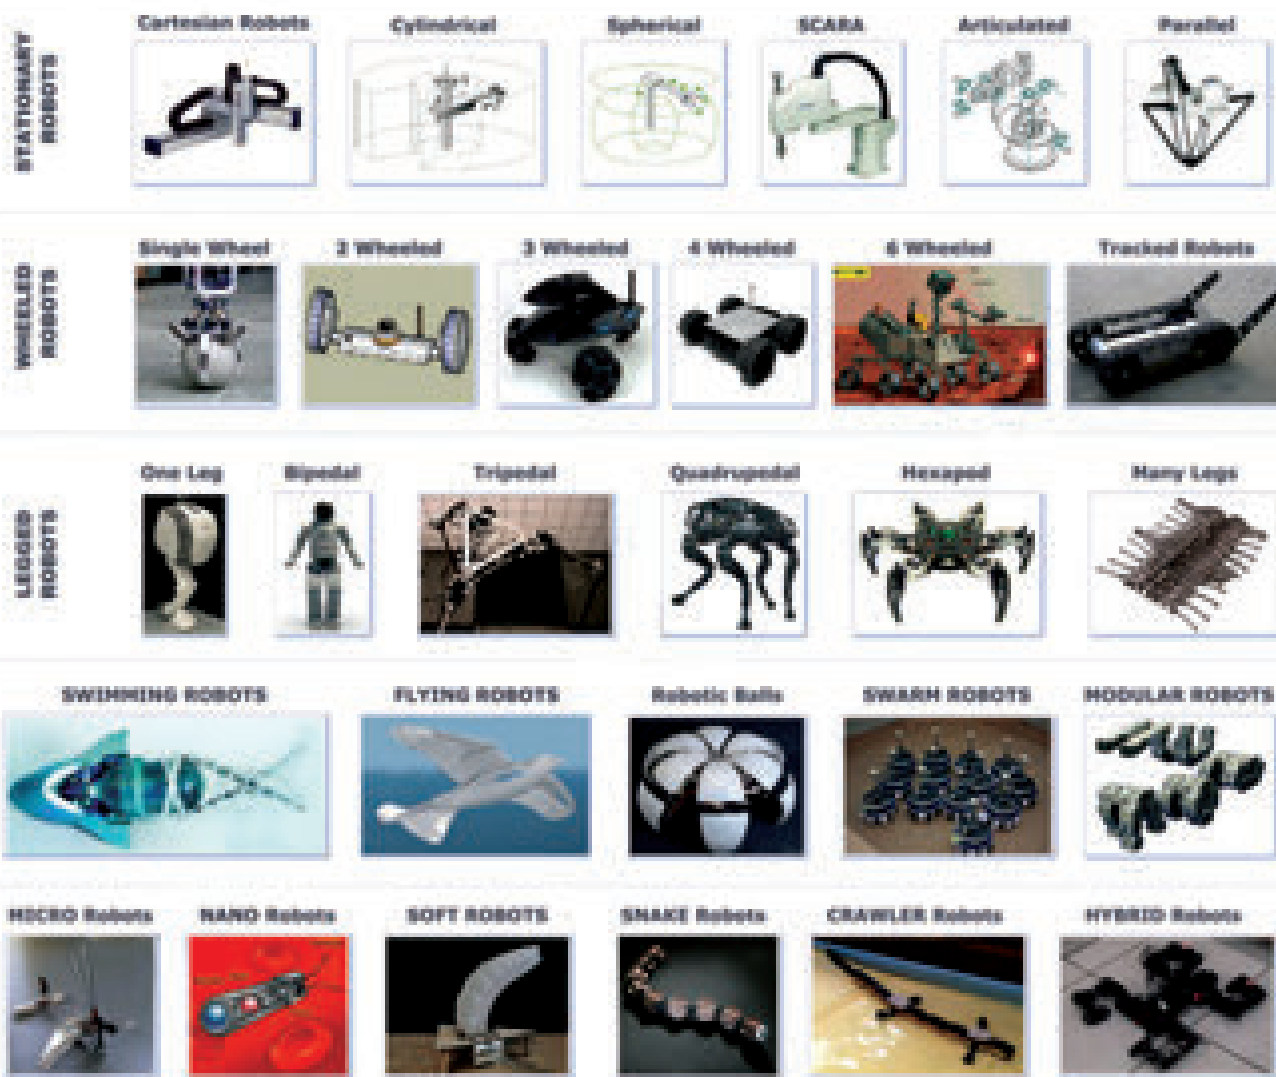 STATIONARY
ROBOTS
Cartesian Robots
Cylindrical
Spherical
SCARA
Articulated
Parallel
WHEELED
ROBOTS
Single Wheel
2 Wheeled
3 Wheeled
4 Wheeled
6 Wheeled
Tracked Robots
LEGGED
ROBOTS
One Leg
Bipedal
Tripedal
Quadrupedal
Hexapod
Many Legs
SWIMMING ROBOTS
FLYING ROBOTS
Robotic Balls
SWARM ROBOTS
MODULAR ROBOTS
MICRO Robots
NANO Robots
SOFT ROBOTS
SNAKE Robots
CRAWLER Robots
HYBRID Robots